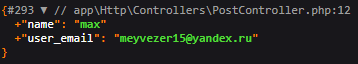 {#293 ▼ // app\Http\Controllers\PostController.php:12
+"name": "max"
+"user_email": "meyvezer15@yandex.ru"
}